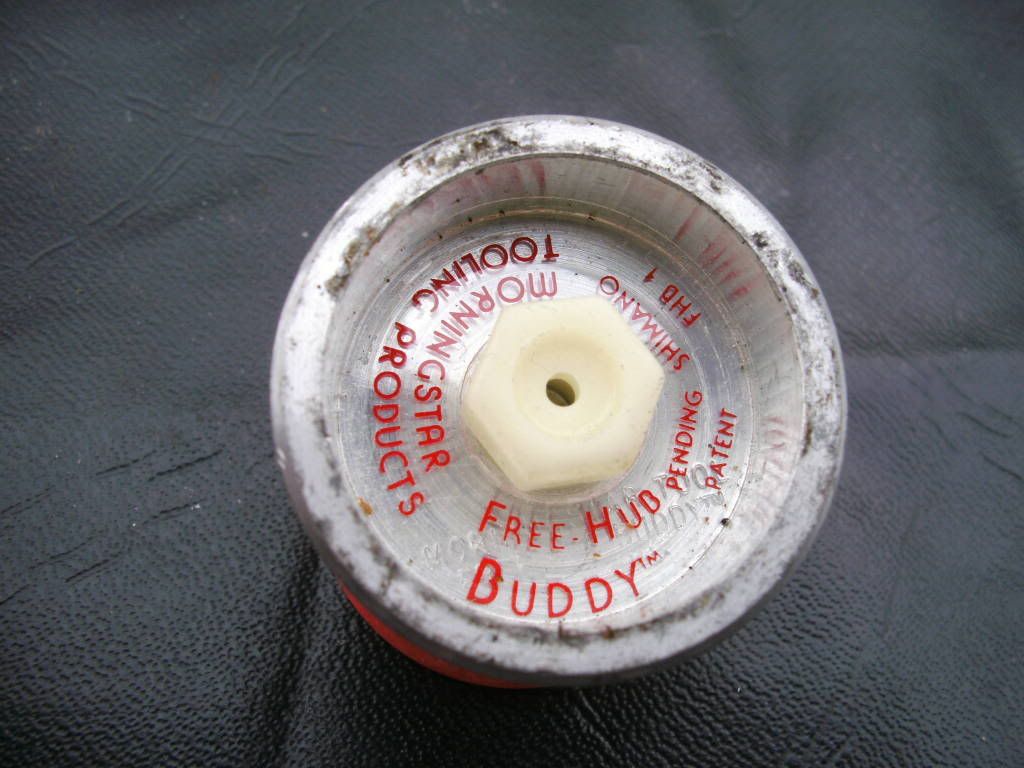 MORNINGSTAR
TOOLING PRODUCTS
SHIMANO
FHB 1
FREE-HUB
BUDDY™
PATENT
PENDING